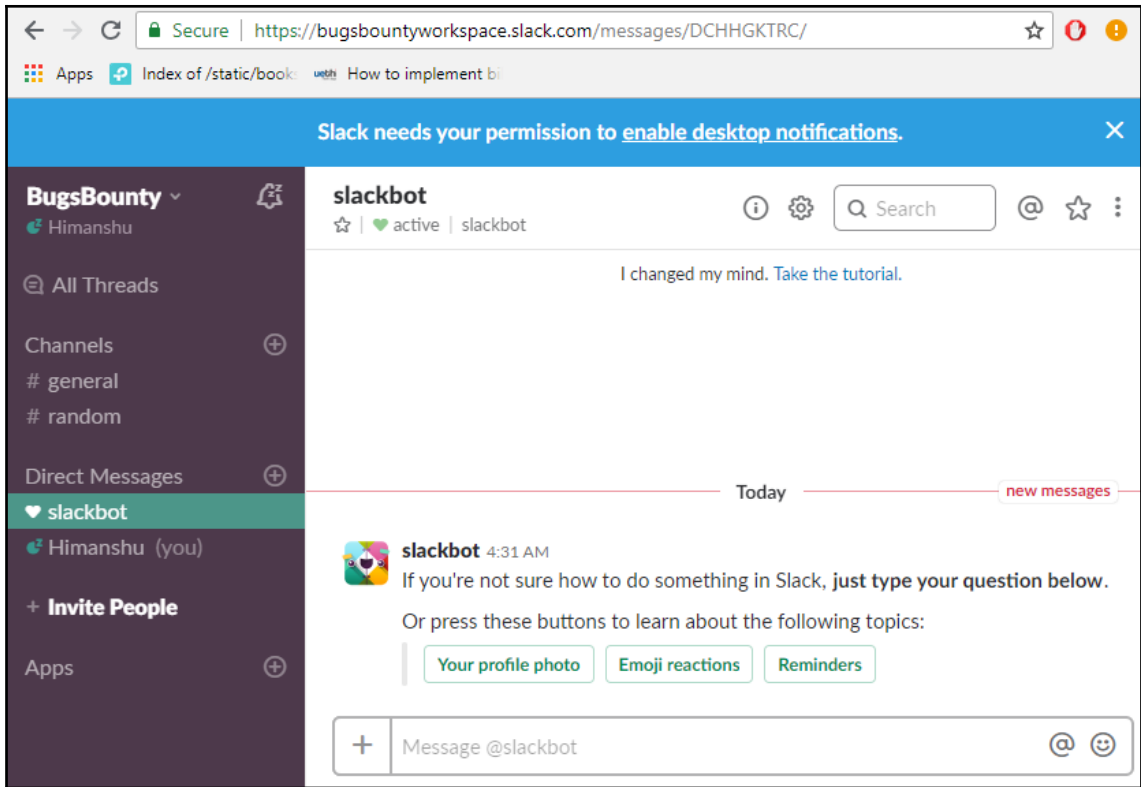 Secure | https://bugsbountyworkspace.slack.com/messages/DCHHGKTRC/
Apps Index of /static/book How to implement bi
Slack needs your permission to enable desktop notifications.
BugsBounty
Himanshu
All Threads
Channels
# general
# random
Direct Messages
slackbot
Himanshu (you)
+ Invite People
Apps
slackbot
active | slackbot
Search
I changed my mind. Take the tutorial.
Today
new messages
slackbot 4:31 AM
If you're not sure how to do something in Slack, just type your question below.
Or press these buttons to learn about the following topics:
Your profile photo Emoji reactions Reminders
+ Message @slackbot @